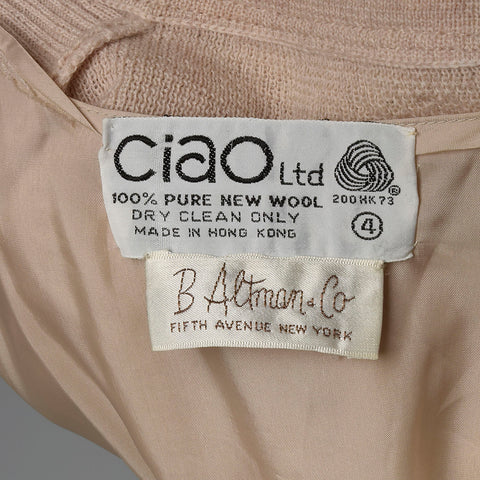 ciao Ltd
100% PURE NEW WOOL 200HK73
DRY CLEAN ONLY 4
MADE IN HONG KONG
B Altman & Co
FIFTH AVENUE NEW YORK